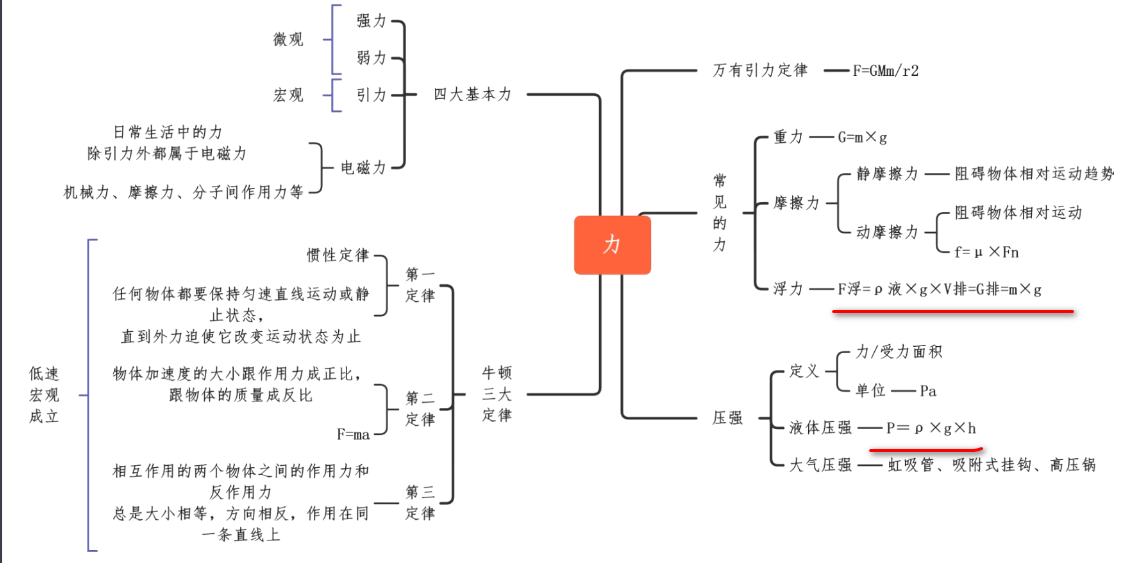 力
四大基本力
微观
强力
弱力
宏观
引力
电磁力
日常生活中的力
除引力外都属于电磁力
机械力、摩擦力、分子间作用力等
牛顿
三大
定律
低速
宏观
成立
第一
定律
惯性定律
任何物体都要保持匀速直线运动或静
止状态，
直到外力迫使它改变运动状态为止
第二
定律
物体加速度的大小跟作用力成正比，
跟物体的质量成反比
F=ma
第三
定律
相互作用的两个物体之间的作用力和
反作用力
总是大小相等，方向相反，作用在同
一条直线上
万有引力定律
F=GMm/r2
常
见
的
力
重力
G=m×g
摩擦力
静摩擦力
阻碍物体相对运动趋势
动摩擦力
阻碍物体相对运动
f=μ×Fn
浮力
F浮=ρ液×g×V排=G排=m×g
压强
定义
力/受力面积
单位
Pa
液体压强
P＝ρ×g×h
大气压强
虹吸管、吸附式挂钩、高压锅